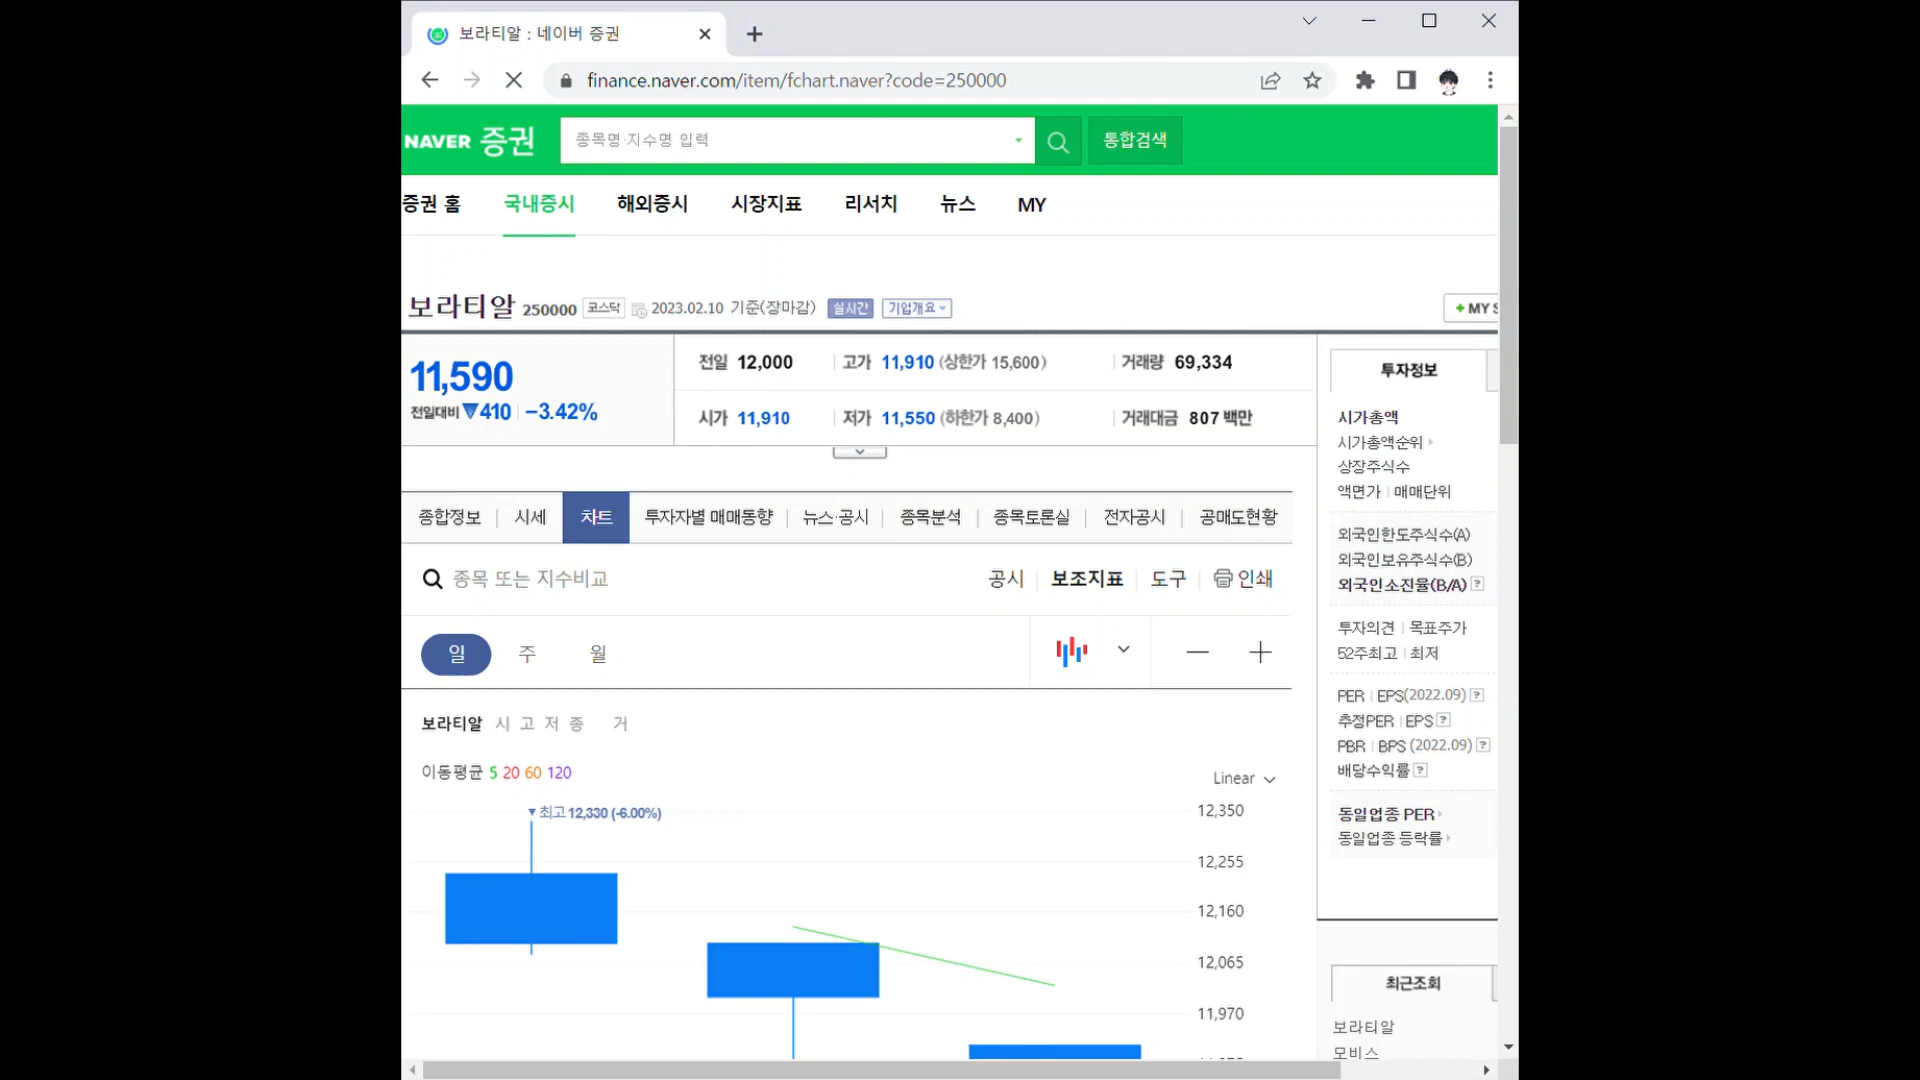 보라티알 : 네이버 증권
finance.naver.com/item/fchart.naver?code=250000
NAVER 증권 종목명·지수명 입력 통합검색
증권 홈 국내증시 해외증시 시장지표 리서치 뉴스 MY
보라티알 250000 코스닥 2023.02.10 기준(장마감) 실시간 기업개요 + MY S
11,590
전일대비 ▼410 -3.42%
전일 12,000 고가 11,910 (상한가 15,600) 거래량 69,334
시가 11,910 저가 11,550 (하한가 8,400) 거래대금 807 백만
종합정보 시세 차트 투자자별 매매동향 뉴스·공시 종목분석 종목토론실 전자공시 공매도현황
종목 또는 지수비교 공시 보조지표 도구 인쇄
일 주 월
보라티알 시 고 저 종 거
이동평균 5 20 60 120
Linear
▼최고 12,330 (-6.00%)
12,350
12,255
12,160
12,065
11,970
투자정보
시가총액
시가총액순위
상장주식수
액면가 매매단위
외국인한도주식수(A)
외국인보유주식수(B)
외국인소진율(B/A) ?
투자의견 목표주가
52주최고 최저
PER EPS(2022.09) ?
추정PER EPS ?
PBR BPS (2022.09) ?
배당수익률 ?
동일업종 PER
동일업종 등락률
최근조회
보라티알
모비스